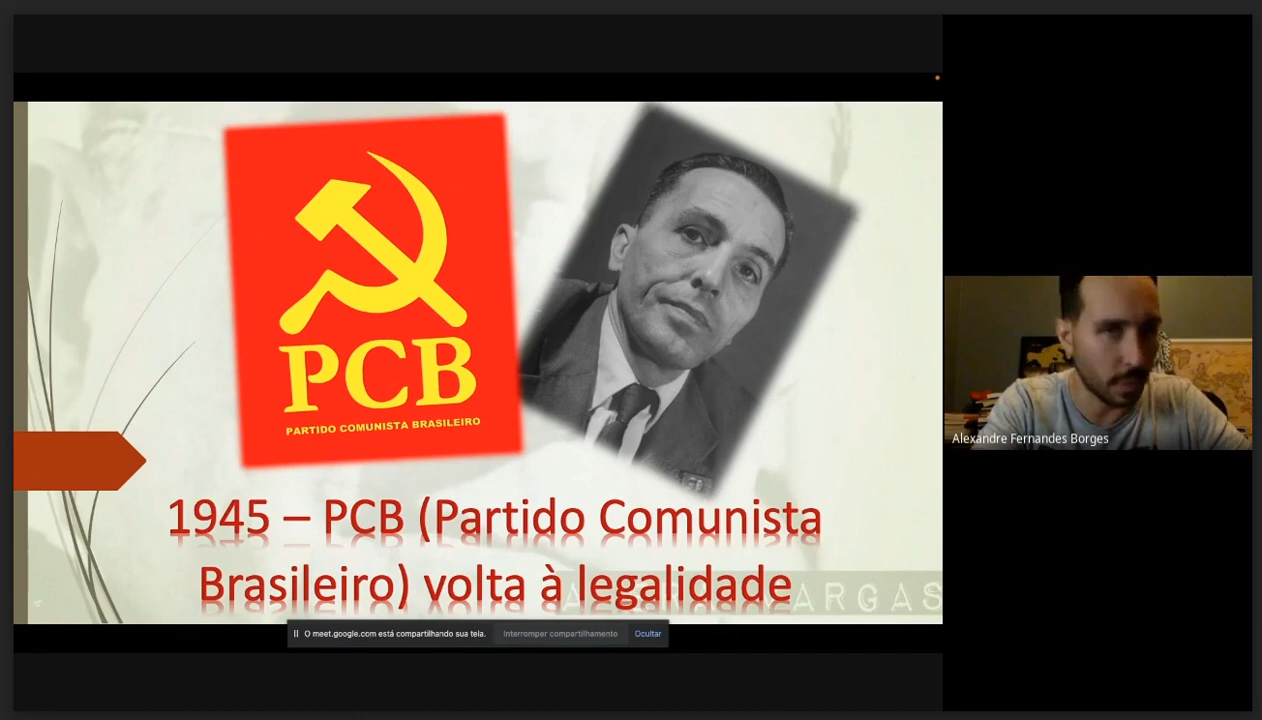 PCB
PARTIDO COMUNISTA BRASILEIRO
1945 – PCB (Partido Comunista
Brasileiro) volta à legalidade
VARGAS
O meet.google.com está compartilhando sua tela.
Interromper compartilhamento
Ocultar
Alexandre Fernandes Borges